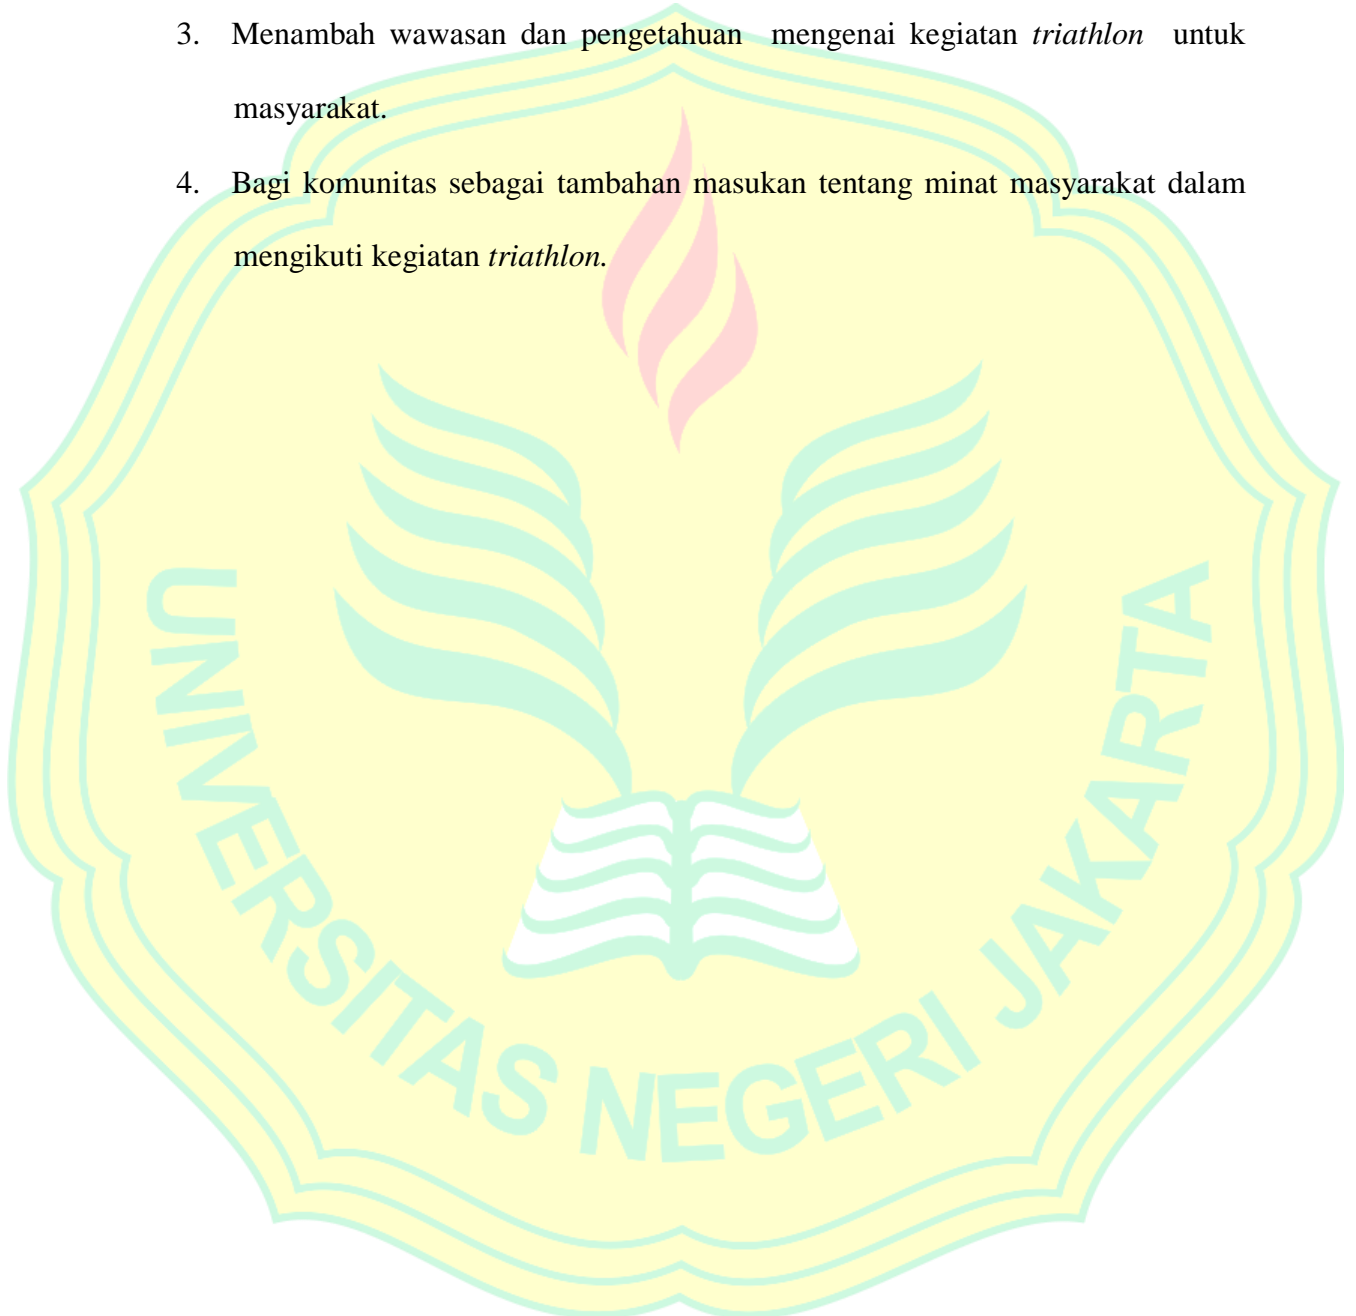 3. Menambah wawasan dan pengetahuan mengenai kegiatan triathlon untuk
masyarakat.
4. Bagi komunitas sebagai tambahan masukan tentang minat masyarakat dalam
mengikuti kegiatan triathlon.
UNIVERSITAS NEGERI JAKARTA